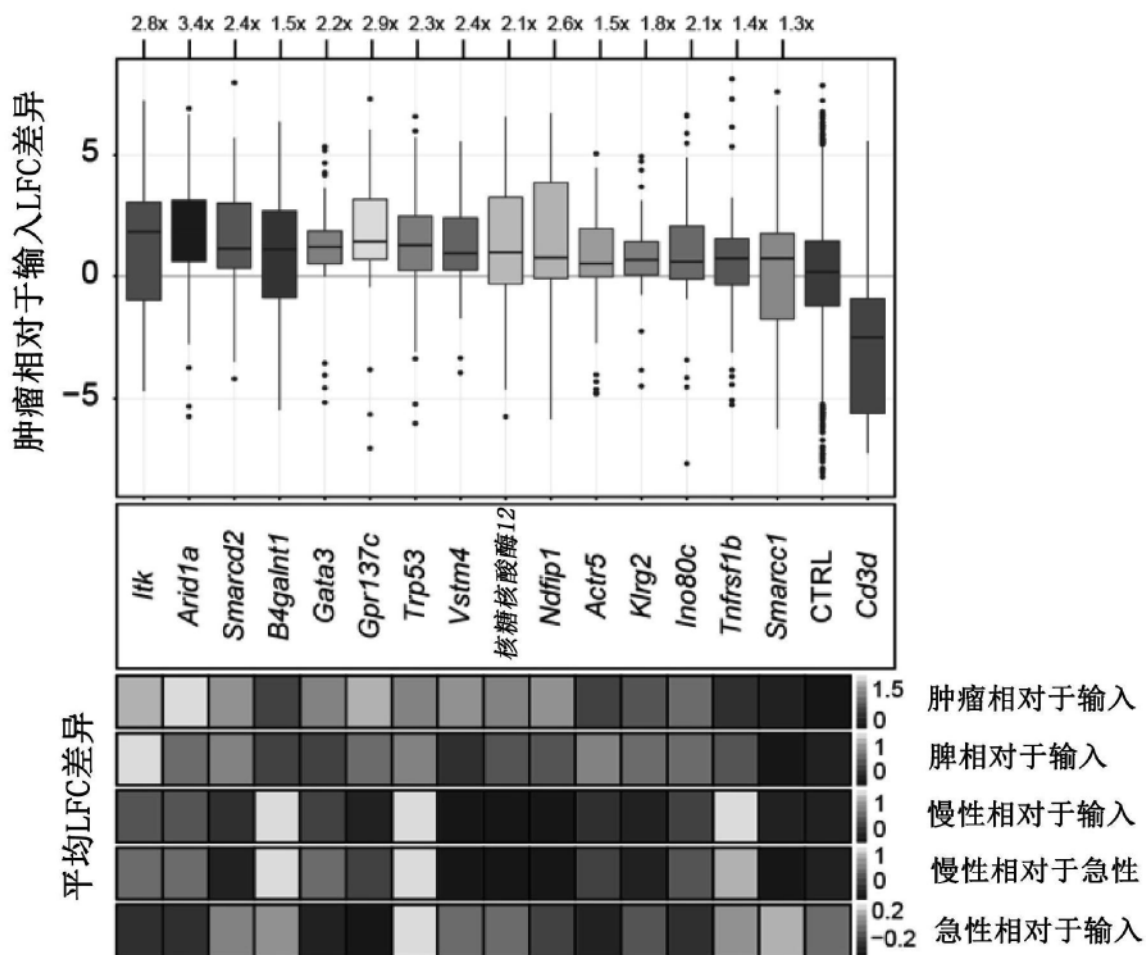 2.8x 3.4x 2.4x 1.5x 2.2x 2.9x 2.3x 2.4x 2.1x 2.6x 1.5x 1.8x 2.1x 1.4x 1.3x
肿瘤相对于输入LFC差异
5
0
−5
Itk Arid1a Smarcd2 B4galnt1 Gata3 Gpr137c Trp53 Vstm4 核糖核酸酶12 Ndfip1 Actr5 Klrg2 Ino80c Tnfrsf1b Smarcc1 CTRL Cd3d
平均LFC差异
1.5
0
肿瘤相对于输入
1
0
脾相对于输入
1
0
慢性相对于输入
1
0
慢性相对于急性
0.2
−0.2
急性相对于输入